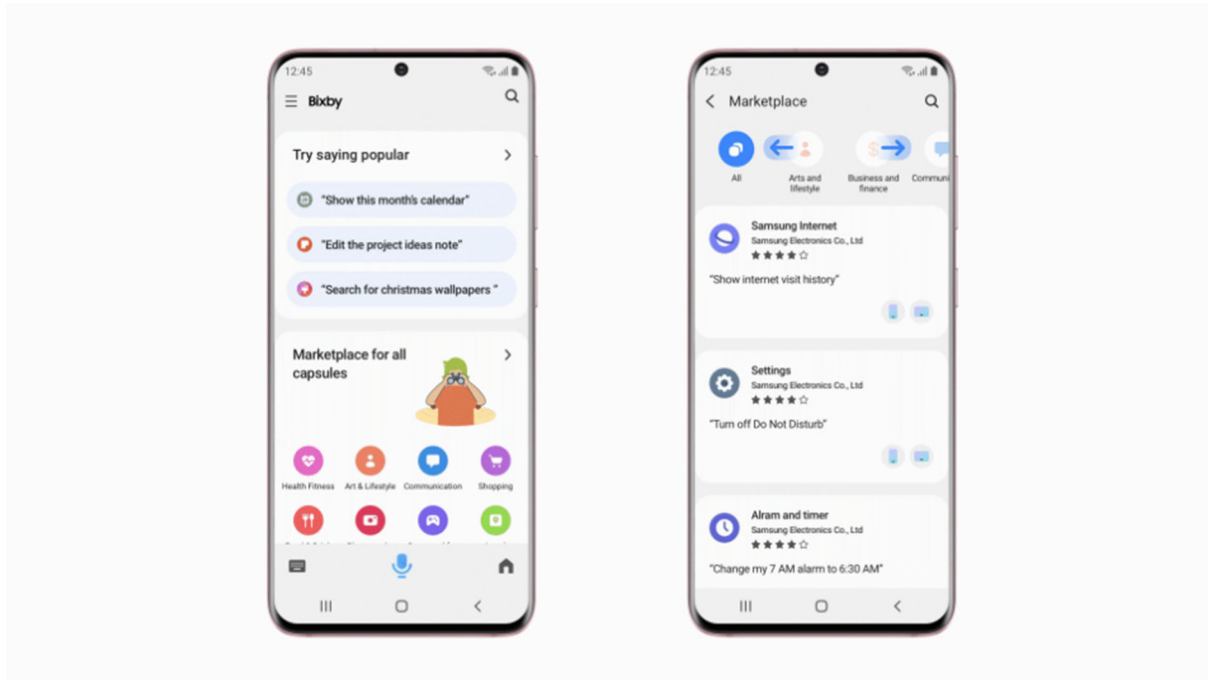 12:45
Bixby
Try saying popular
“Show this month's calendar”
“Edit the project ideas note”
“Search for christmas wallpapers ”
Marketplace for all
capsules
Health Fitness
Art & Lifestyle
Communication
Shopping
12:45
Marketplace
All
Arts and
lifestyle
Business and
finance
Communi
Samsung Internet
Samsung Electronics Co., Ltd
“Show internet visit history”
Settings
Samsung Electronics Co., Ltd
“Turn off Do Not Disturb”
Alram and timer
Samsung Electronics Co., Ltd
“Change my 7 AM alarm to 6:30 AM”